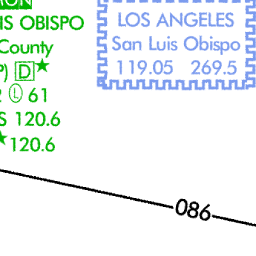 IS OBISPO
County
P) D★
Ⓛ 61
S 120.6
★120.6
LOS ANGELES
San Luis Obispo
119.05 269.5
086